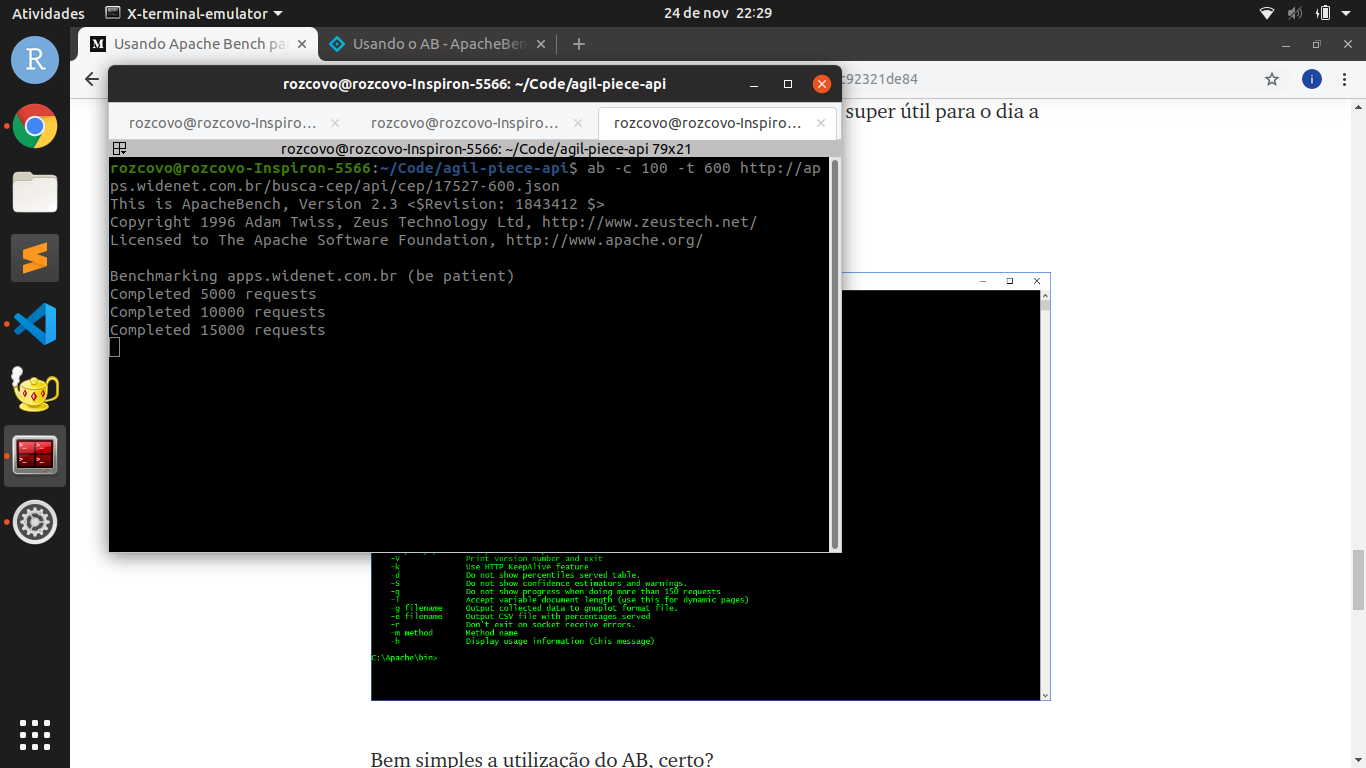 Atividades X-terminal-emulator 24 de nov 22:29
Usando Apache Bench pa Usando o AB - ApacheBen
rozcovo@rozcovo-Inspiron-5566: ~/Code/agil-piece-api
c92321de84
rozcovo@rozcovo-Inspiro... rozcovo@rozcovo-Inspiro... rozcovo@rozcovo-Inspiro...
super útil para o dia a
rozcovo@rozcovo-Inspiron-5566: ~/Code/agil-piece-api 79x21
rozcovo@rozcovo-Inspiron-5566:~/Code/agil-piece-api$ ab -c 100 -t 600 http://ap
ps.widenet.com.br/busca-cep/api/cep/17527-600.json
This is ApacheBench, Version 2.3 <$Revision: 1843412 $>
Copyright 1996 Adam Twiss, Zeus Technology Ltd, http://www.zeustech.net/
Licensed to The Apache Software Foundation, http://www.apache.org/
Benchmarking apps.widenet.com.br (be patient)
Completed 5000 requests
Completed 10000 requests
Completed 15000 requests
-V Print version number and exit
-k Use HTTP KeepAlive feature
-d Do not show percentiles served table.
-S Do not show confidence estimators and warnings.
-q Do not show progress when doing more than 150 requests
-l Accept variable document length (use this for dynamic pages)
-g filename Output collected data to gnuplot format file.
-e filename Output CSV file with percentages served
-r Don't exit on socket receive errors.
-m method Method name
-h Display usage information (this message)
C:\Apache\bin>
Bem simples a utilização do AB, certo?